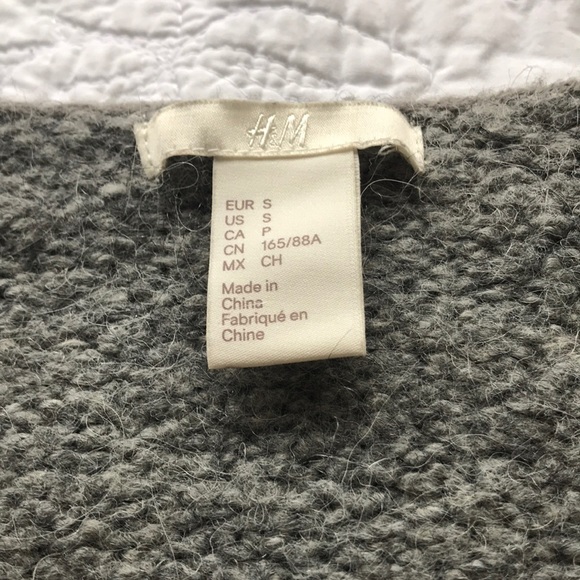 H&M
EUR S
US S
CA P
CN 165/88A
MX CH
Made in
China
Fabriqué en
Chine